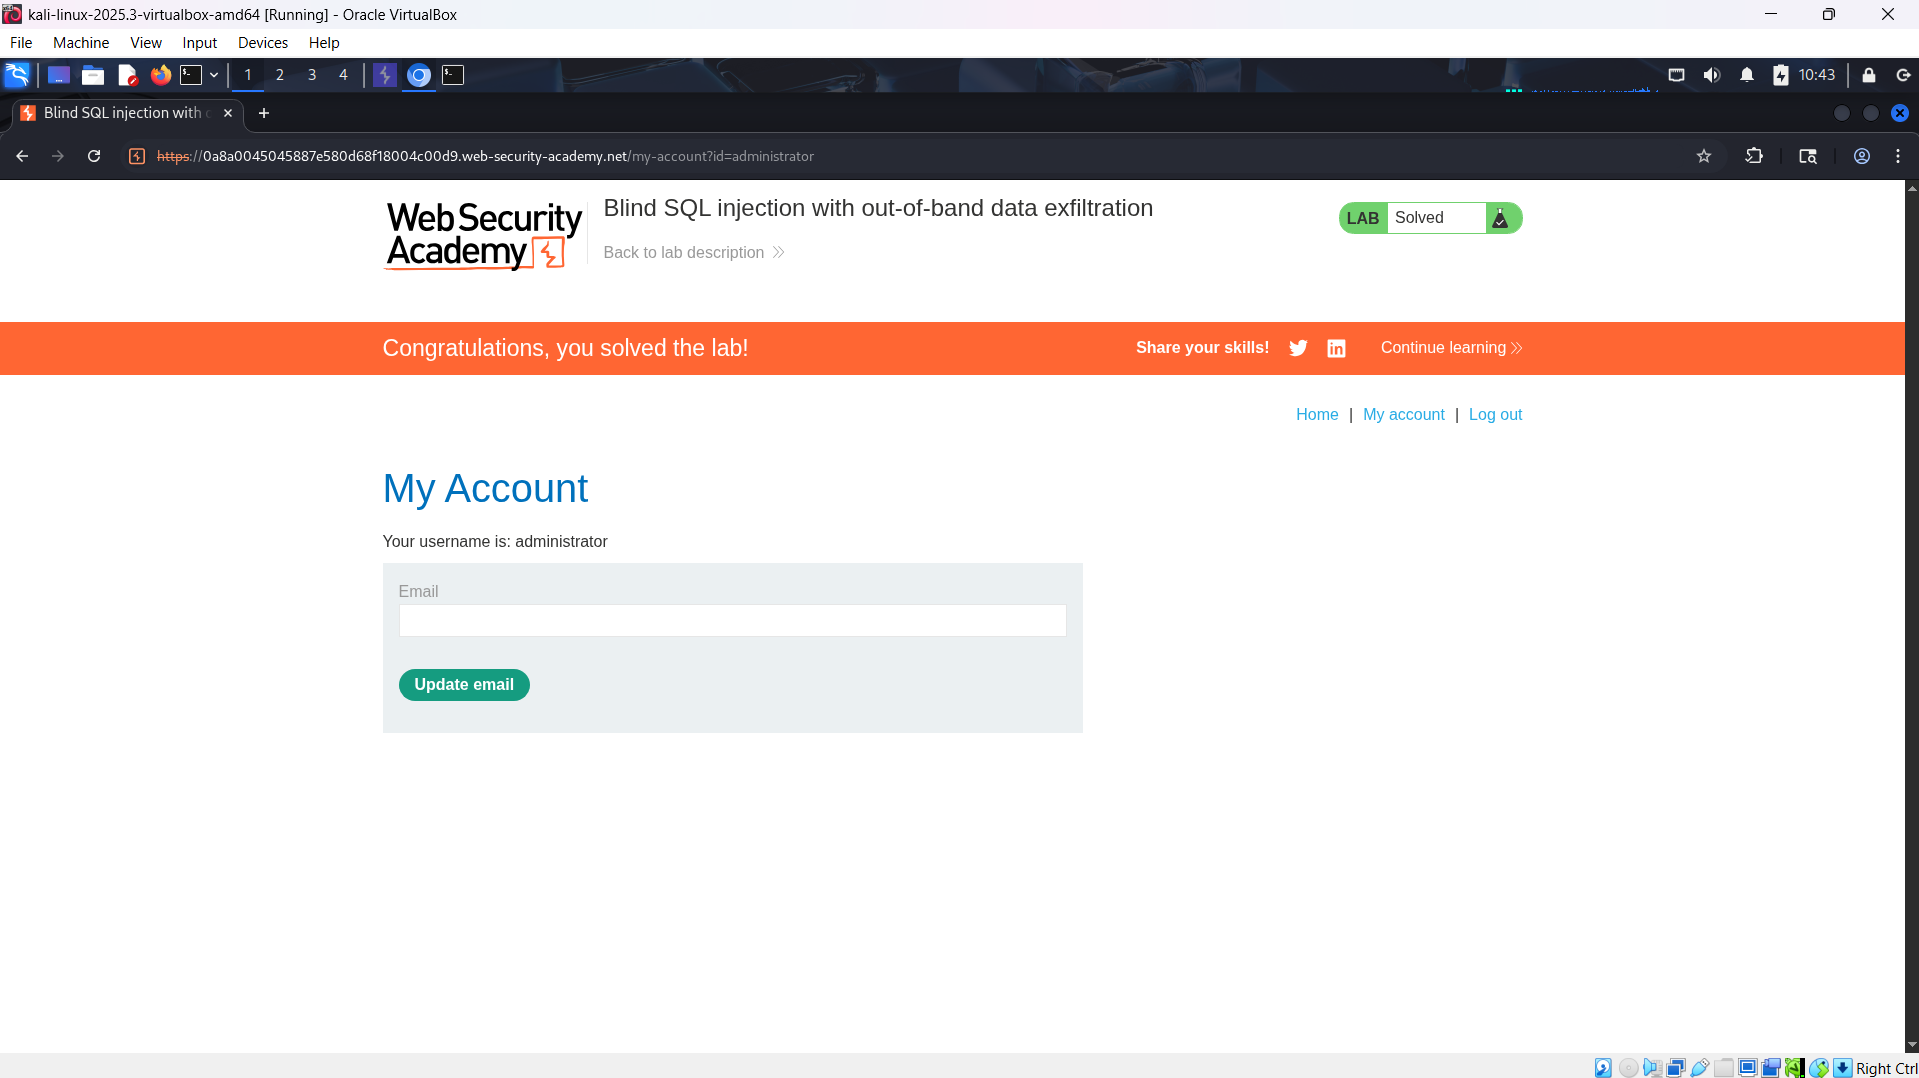 kali-linux-2025.3-virtualbox-amd64 [Running] - Oracle VirtualBox
File Machine View Input Devices Help
1 2 3 4 10:43
Blind SQL injection with
https://0a8a0045045887e580d68f18004c00d9.web-security-academy.net/my-account?id=administrator
WebSecurity
Academy
Blind SQL injection with out-of-band data exfiltration
Back to lab description
LAB Solved
Congratulations, you solved the lab!
Share your skills!
Continue learning
Home | My account | Log out
My Account
Your username is: administrator
Email
Update email
Right Ctrl